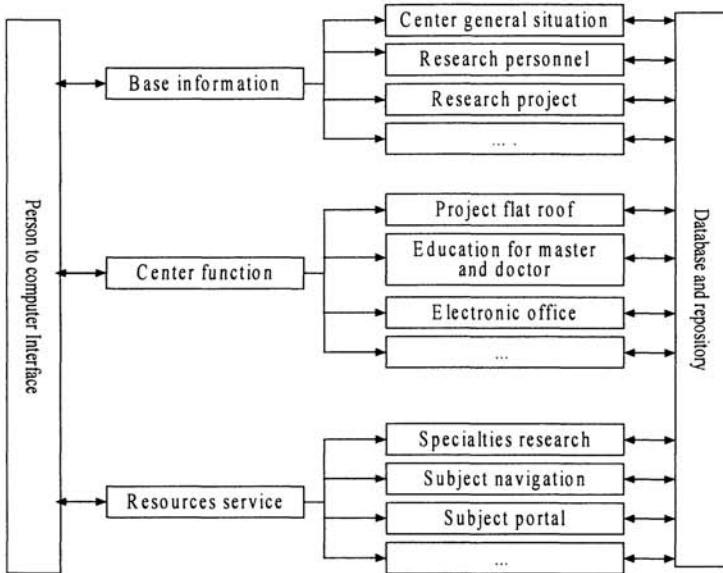 Person to computer Interface
Base information
Center general situation
Research personnel
Research project
... .
Center function
Project flat roof
Education for master
and doctor
Electronic office
...
Resources service
Specialties research
Subject navigation
Subject portal
...
Database and repository